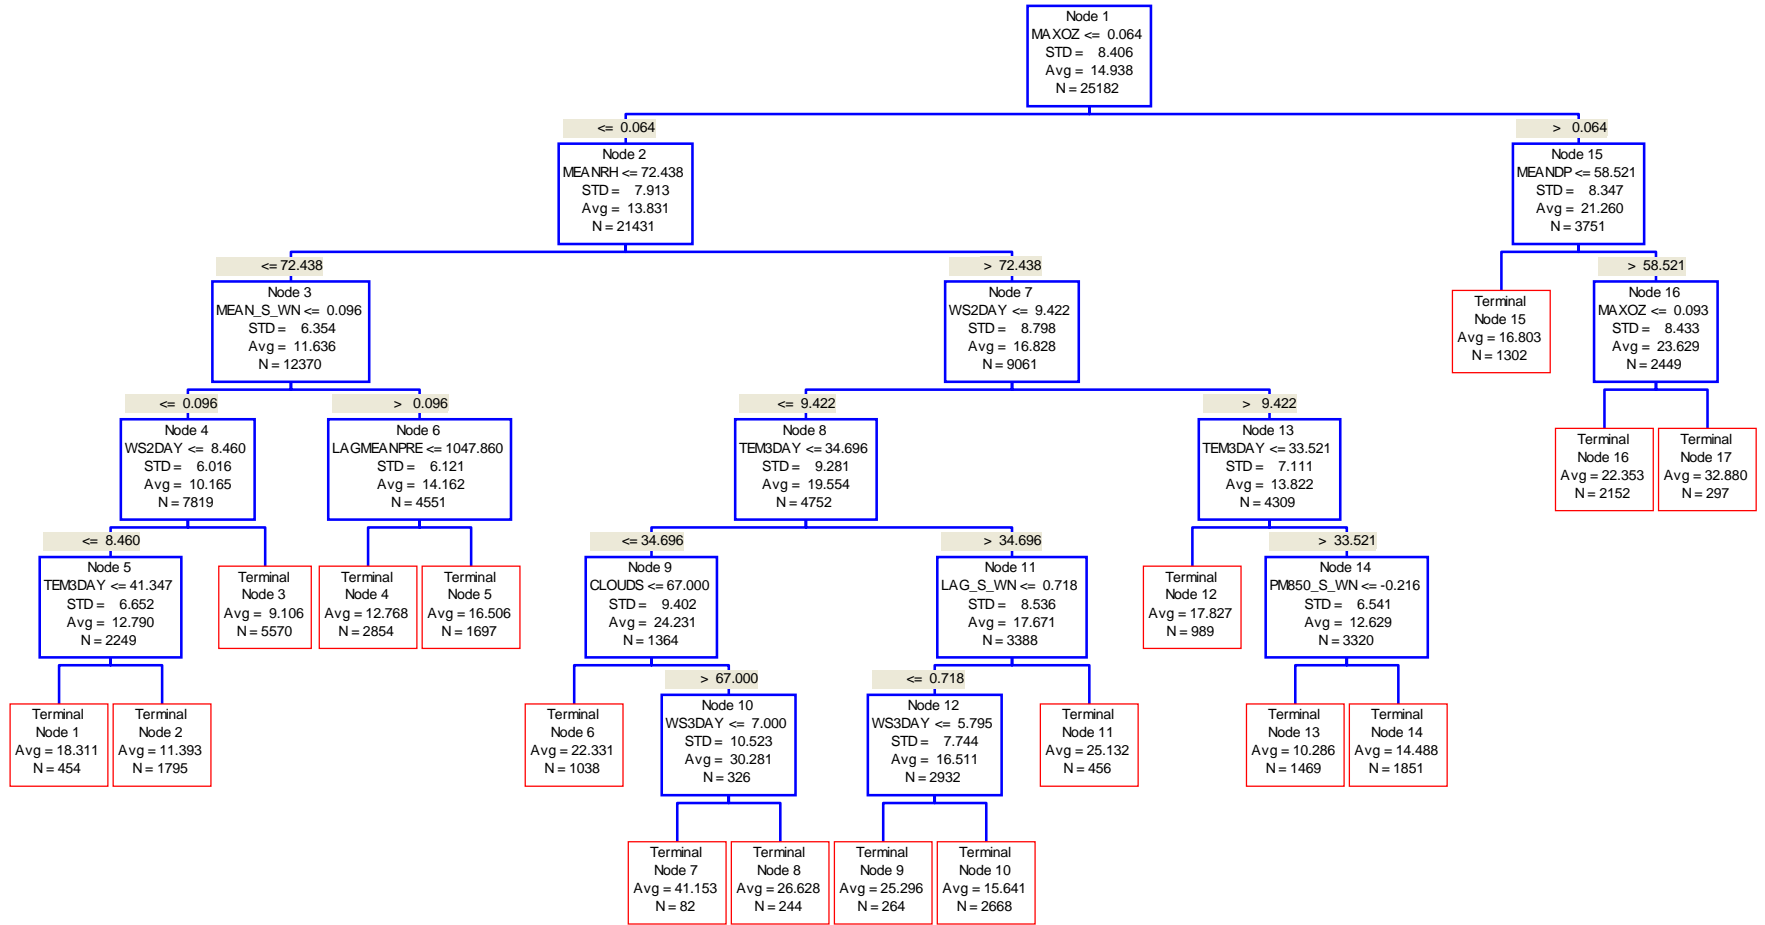 Node 1
MAXOZ <= 0.064
STD = 8.406
Avg = 14.938
N = 25182
<= 0.064
> 0.064
Node 2
MEANRH <= 72.438
STD = 7.913
Avg = 13.831
N = 21431
Node 15
MEANDP <= 58.521
STD = 8.347
Avg = 21.260
N = 3751
<= 72.438
> 72.438
> 58.521
Node 3
MEAN_S_WN <= 0.096
STD = 6.354
Avg = 11.636
N = 12370
Node 7
WS2DAY <= 9.422
STD = 8.798
Avg = 16.828
N = 9061
Terminal
Node 15
Avg = 16.803
N = 1302
Node 16
MAXOZ <= 0.093
STD = 8.433
Avg = 23.629
N = 2449
<= 0.096
> 0.096
<= 9.422
> 9.422
Node 4
WS2DAY <= 8.460
STD = 6.016
Avg = 10.165
N = 7819
Node 6
LAGMEANPRE <= 1047.860
STD = 6.121
Avg = 14.162
N = 4551
Node 8
TEM3DAY <= 34.696
STD = 9.281
Avg = 19.554
N = 4752
Node 13
TEM3DAY <= 33.521
STD = 7.111
Avg = 13.822
N = 4309
Terminal
Node 16
Avg = 22.353
N = 2152
Terminal
Node 17
Avg = 32.880
N = 297
<= 8.460
<= 34.696
> 34.696
> 33.521
Node 5
TEM3DAY <= 41.347
STD = 6.652
Avg = 12.790
N = 2249
Terminal
Node 3
Avg = 9.106
N = 5570
Terminal
Node 4
Avg = 12.768
N = 2854
Terminal
Node 5
Avg = 16.506
N = 1697
Node 9
CLOUDS <= 67.000
STD = 9.402
Avg = 24.231
N = 1364
Node 11
LAG_S_WN <= 0.718
STD = 8.536
Avg = 17.671
N = 3388
Terminal
Node 12
Avg = 17.827
N = 989
Node 14
PM850_S_WN <= -0.216
STD = 6.541
Avg = 12.629
N = 3320
> 67.000
<= 0.718
Terminal
Node 1
Avg = 18.311
N = 454
Terminal
Node 2
Avg = 11.393
N = 1795
Terminal
Node 6
Avg = 22.331
N = 1038
Node 10
WS3DAY <= 7.000
STD = 10.523
Avg = 30.281
N = 326
Node 12
WS3DAY <= 5.795
STD = 7.744
Avg = 16.511
N = 2932
Terminal
Node 11
Avg = 25.132
N = 456
Terminal
Node 13
Avg = 10.286
N = 1469
Terminal
Node 14
Avg = 14.488
N = 1851
Terminal
Node 7
Avg = 41.153
N = 82
Terminal
Node 8
Avg = 26.628
N = 244
Terminal
Node 9
Avg = 25.296
N = 264
Terminal
Node 10
Avg = 15.641
N = 2668